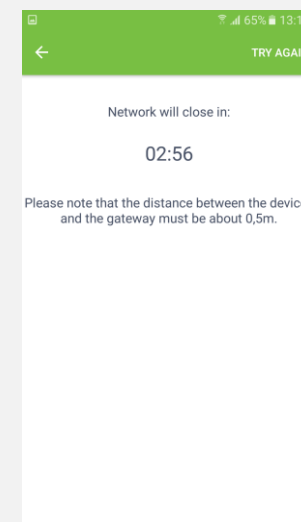 65% 13:1
TRY AGAI
Network will close in:
02:56
Please note that the distance between the devic
and the gateway must be about 0,5m.